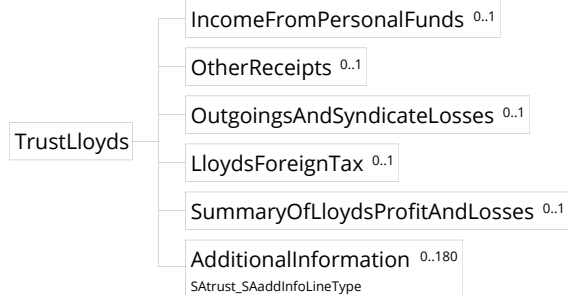 IncomeFromPersonalFunds 0..1
OtherReceipts 0..1
OutgoingsAndSyndicateLosses 0..1
TrustLloyds
LloydsForeignTax 0..1
SummaryOfLloydsProfitAndLosses 0..1
AdditionalInformation 0..180
SAtrust_SAaddInfoLineType